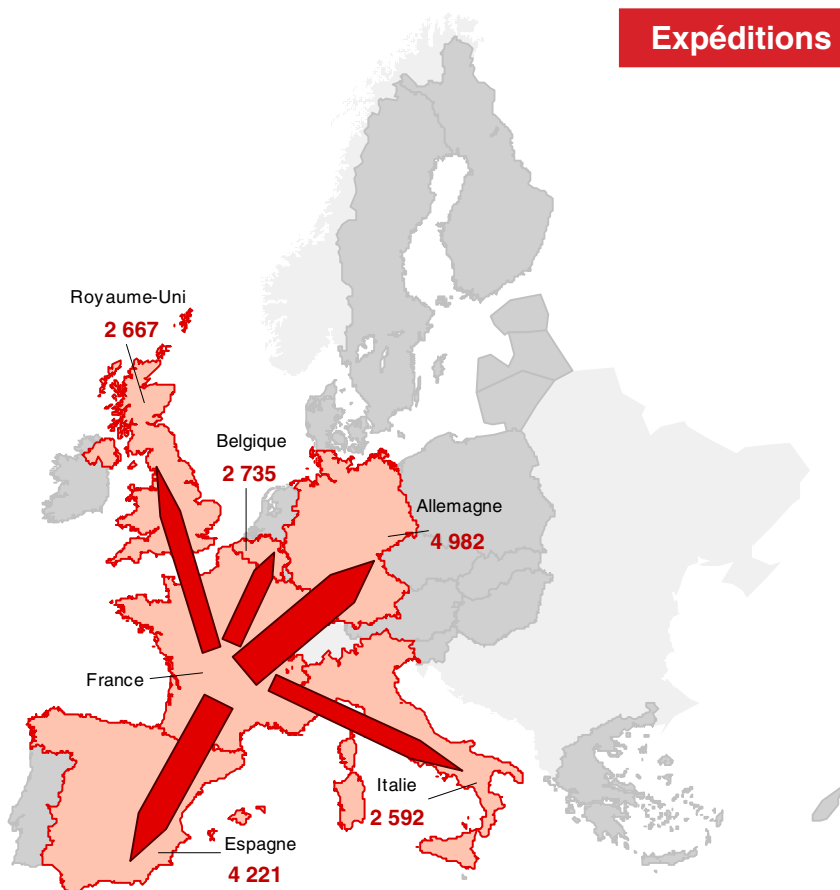 Expéditions
Royaume-Uni
2 667
Belgique
2 735
Allemagne
4 982
France
Italie
2 592
Espagne
4 221